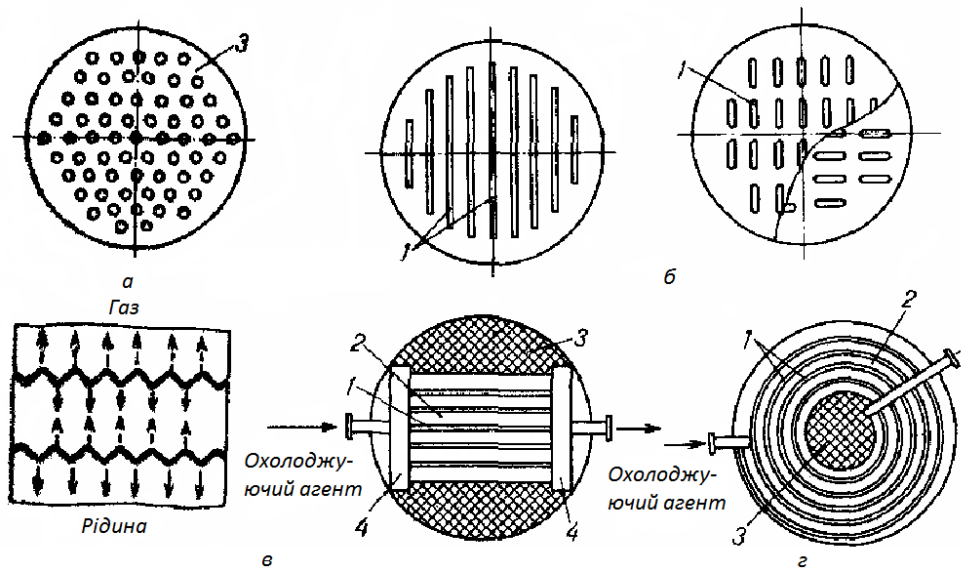 3
1
1
а
б
Газ
2
3
1
2
1
Охолоджу-
ючий агент
Охолоджу-
ючий агент
4
4
3
Рідина
в
г